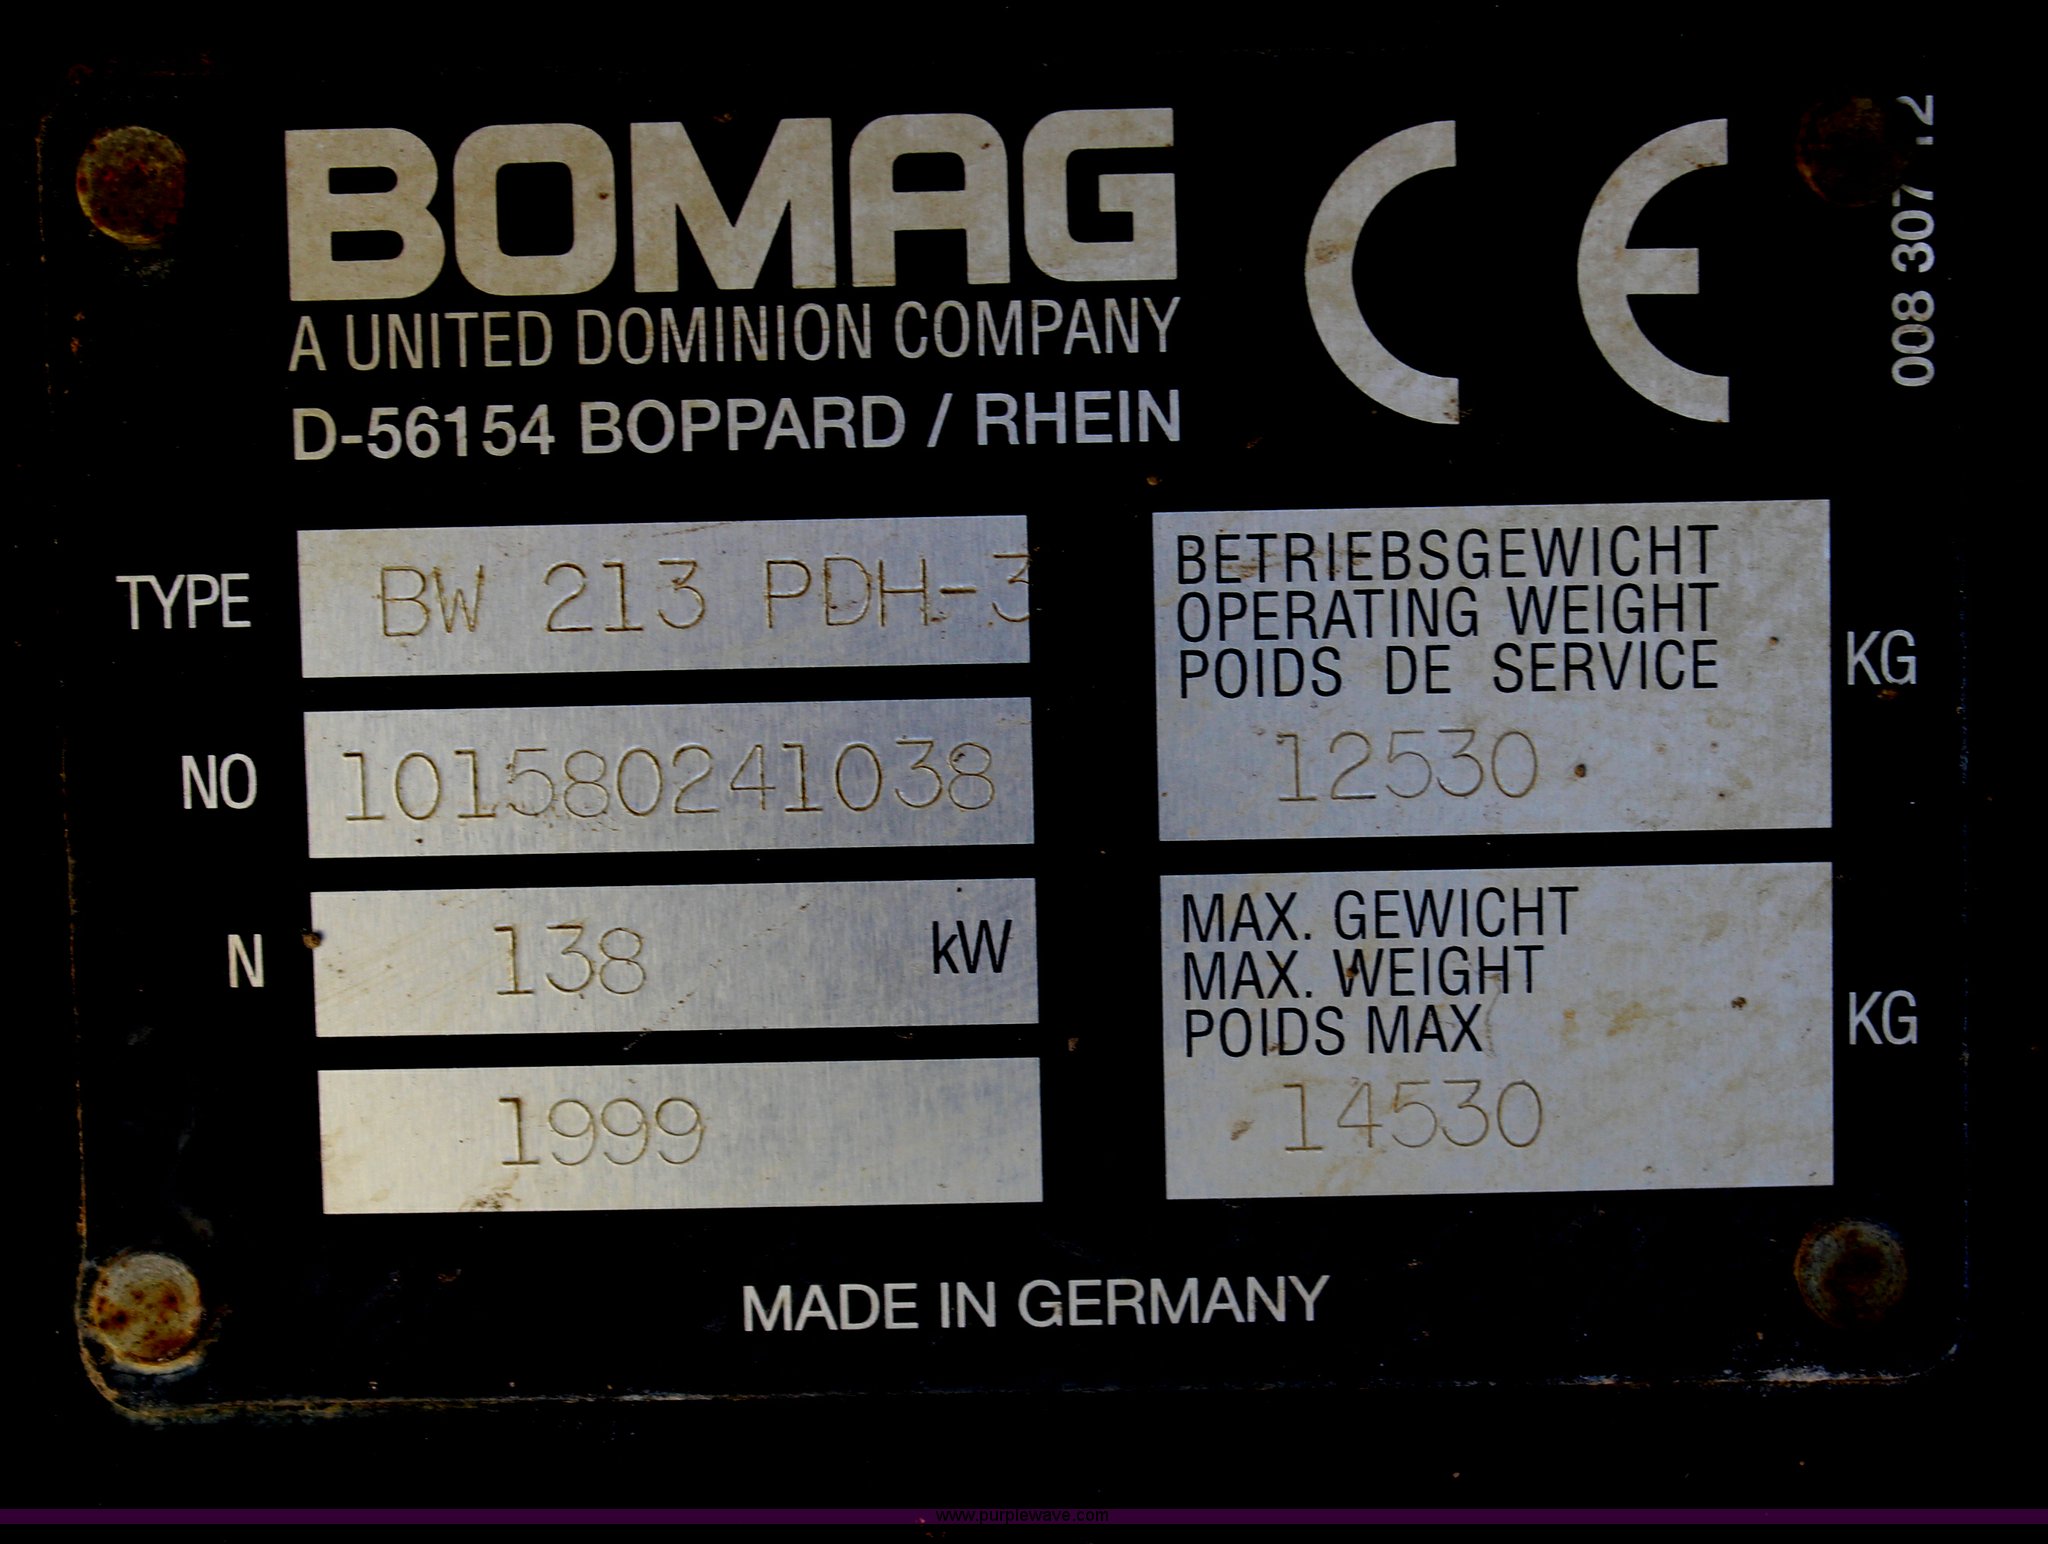 BOMAG
A UNITED DOMINION COMPANY
D-56154 BOPPARD / RHEIN
CE
008 307 12
TYPE BW 213 PDH-3
NO 101580241038
N 138 kW
1999
BETRIEBSGEWICHT
OPERATING WEIGHT
POIDS DE SERVICE
12530 KG
MAX. GEWICHT
MAX. WEIGHT
POIDS MAX
14530 KG
MADE IN GERMANY
www.purplewave.com